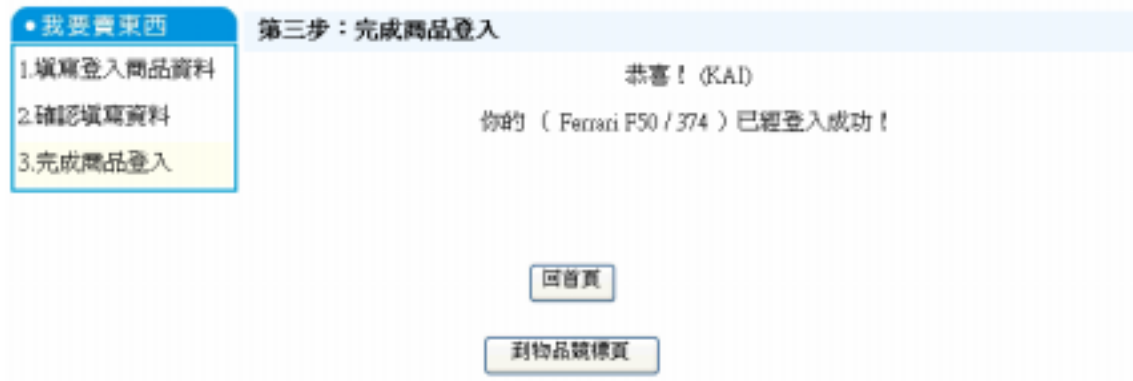 •我要賣東西
1.填寫登入商品資料
2.確認填寫資料
3.完成商品登入
第三步：完成商品登入
恭喜！ (KAI)
你的 （ Ferrari F50 / 374 ）已經登入成功！
回首頁
到物品競標頁